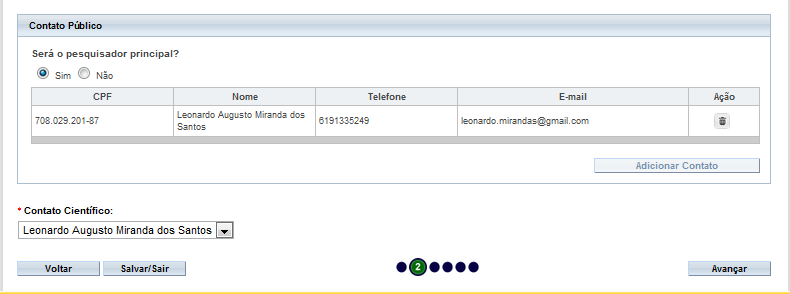 Contato Público
Será o pesquisador principal?
Sim Não
CPF Nome Telefone E-mail Ação
708.029.201-87 Leonardo Augusto Miranda dos Santos 6191335249 leonardo.mirandas@gmail.com
Adicionar Contato
* Contato Científico:
Leonardo Augusto Miranda dos Santos
Voltar Salvar/Sair 2 Avançar